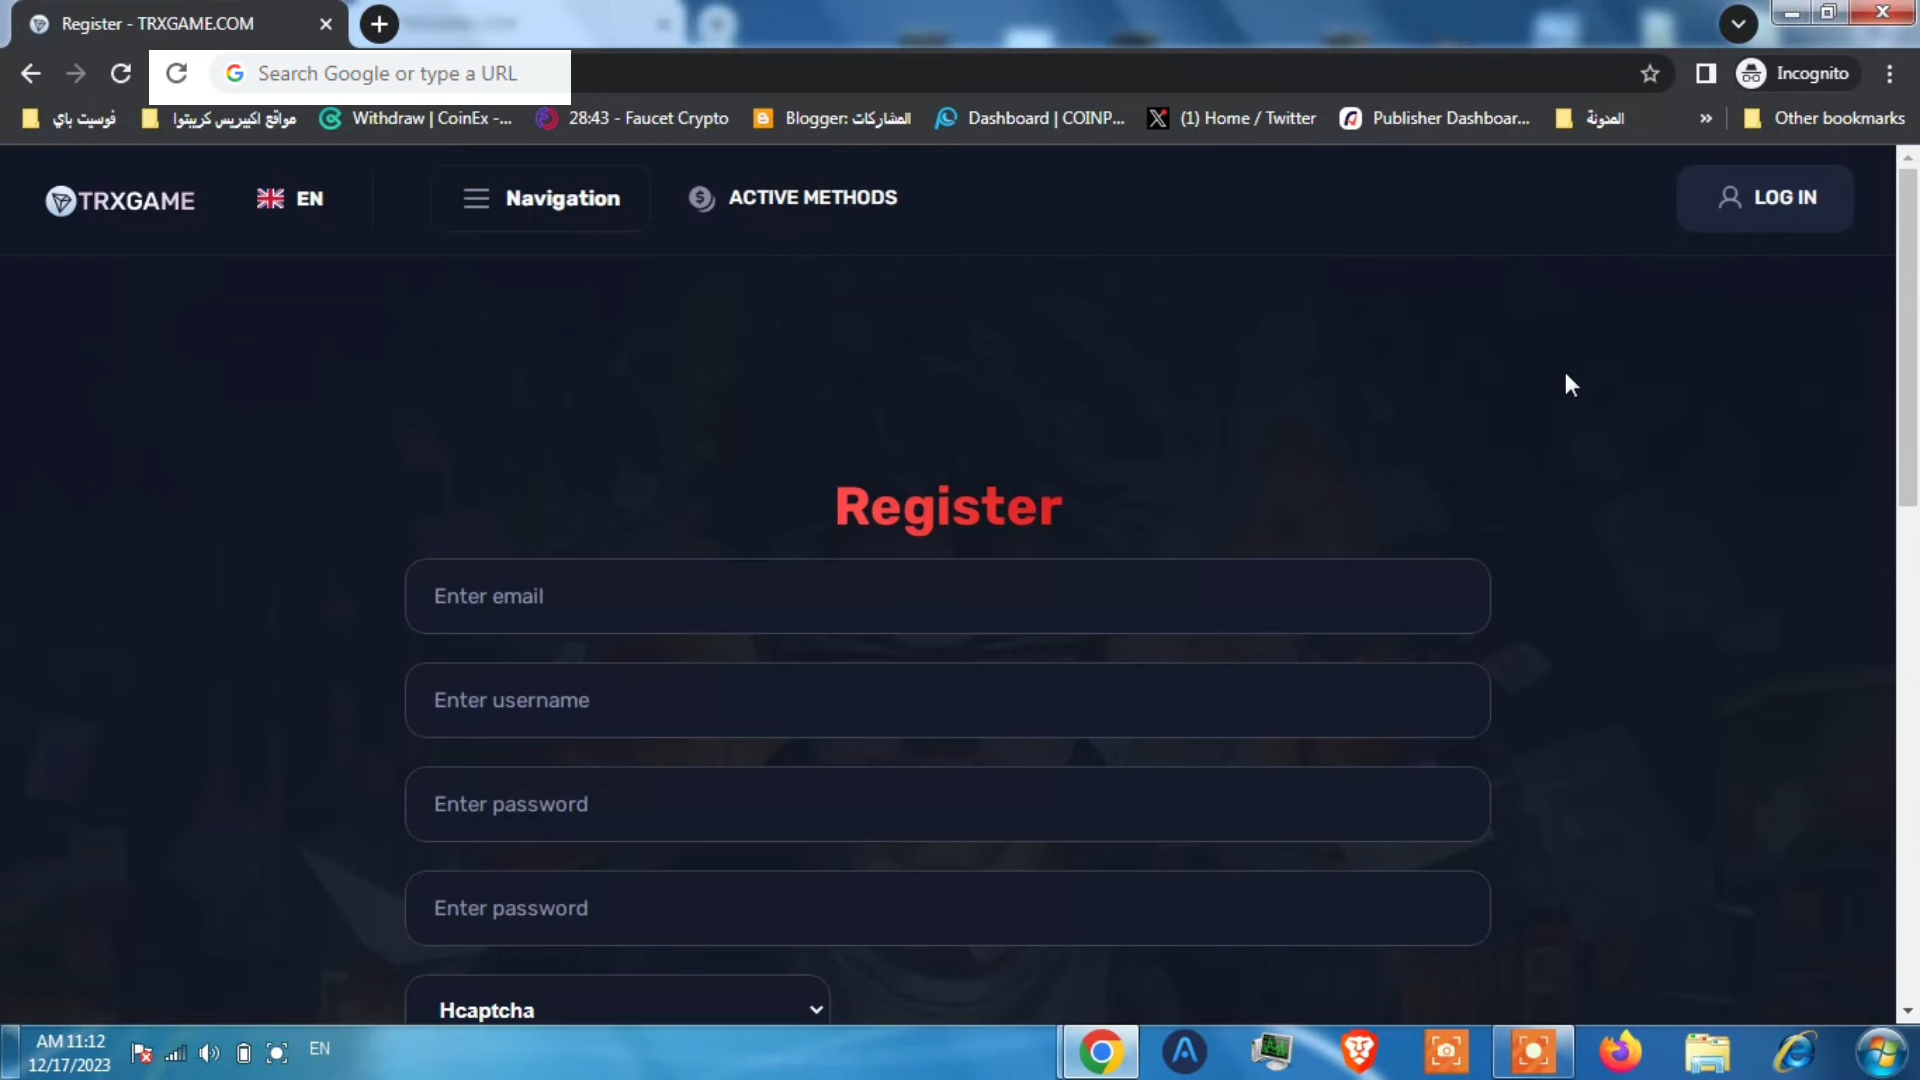 Register - TRXGAME.COM
Search Google or type a URL
Incognito
فوسيت باي
مواقع اكبيريس كريبتوا
Withdraw | CoinEx -...
28:43 - Faucet Crypto
Blogger: المشاركات
Dashboard | COINP...
(1) Home / Twitter
Publisher Dashboar...
المدونة
»
Other bookmarks
TRXGAME
EN
Navigation
ACTIVE METHODS
LOG IN
Register
Enter email
Enter username
Enter password
Enter password
Hcaptcha
AM 11:12
12/17/2023
EN